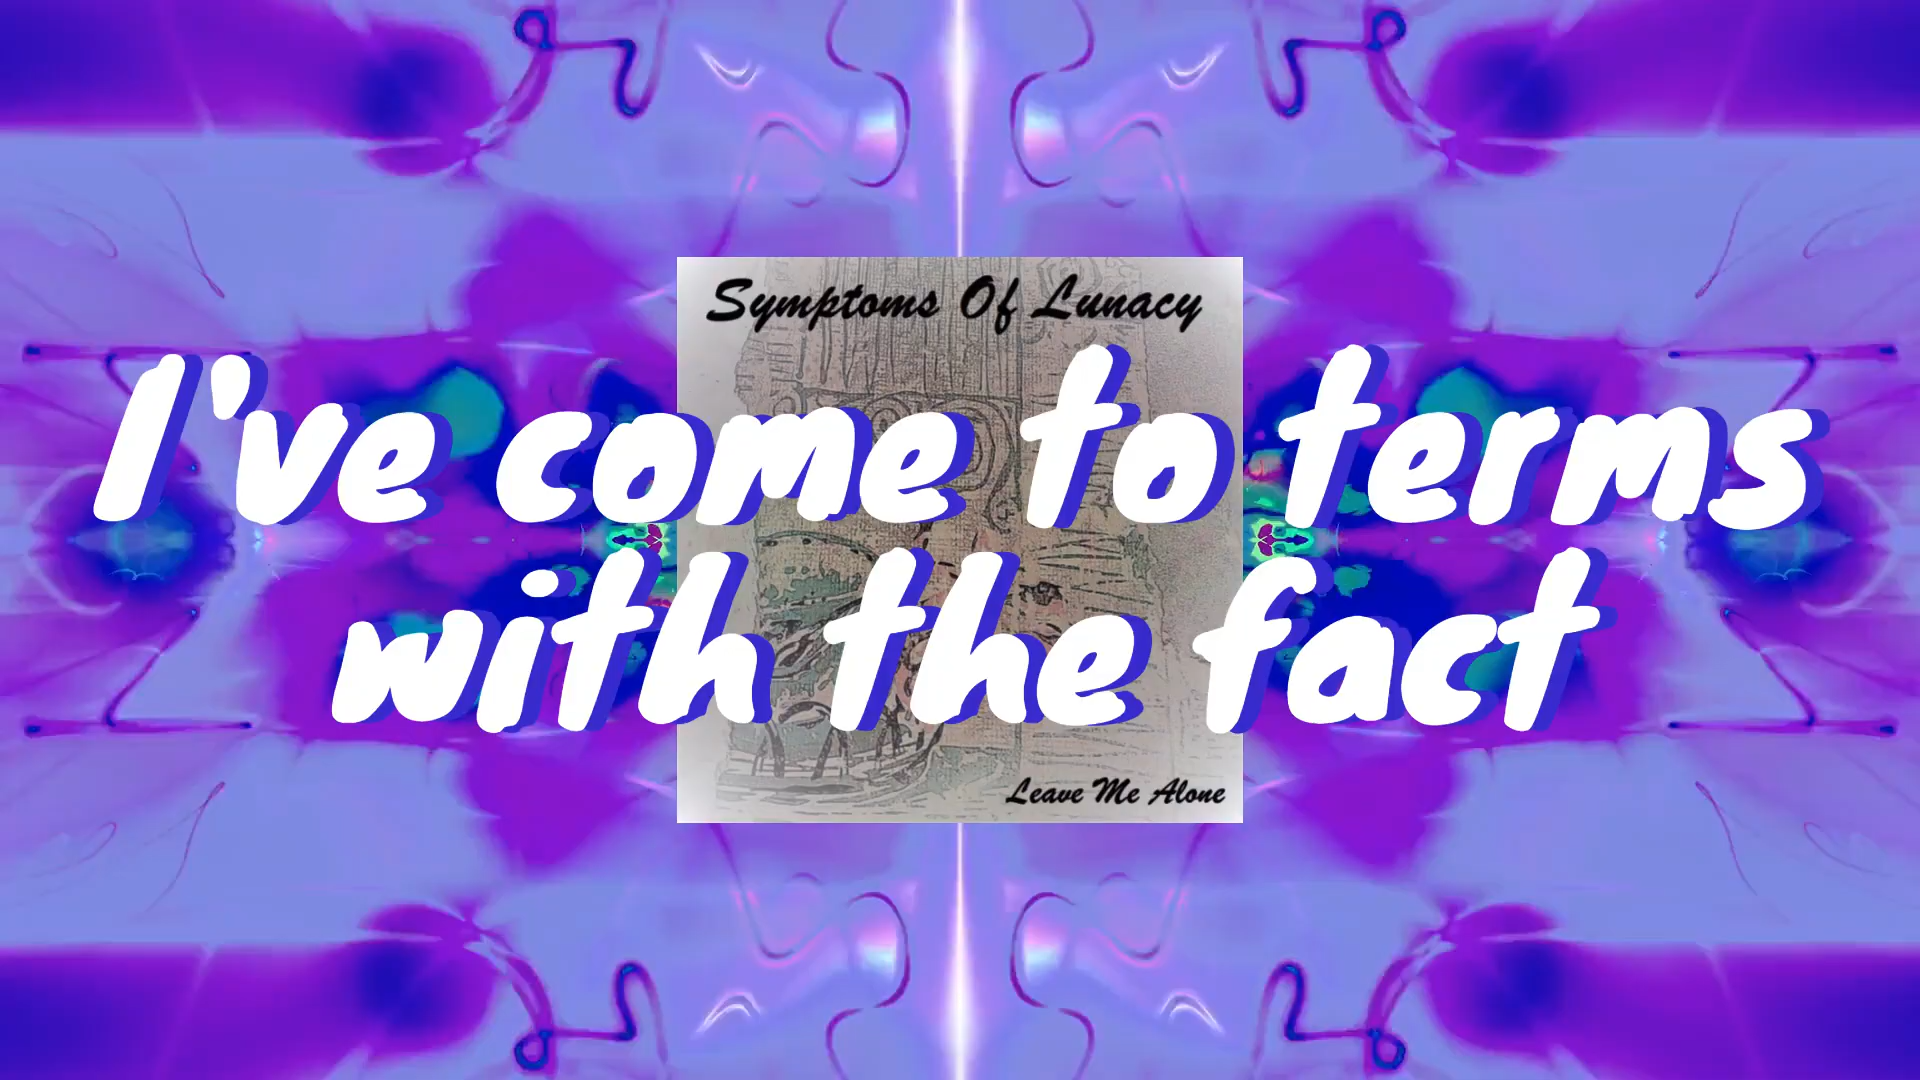 Symptoms Of Lunacy
I've come to terms
with the fact
Leave Me Alone